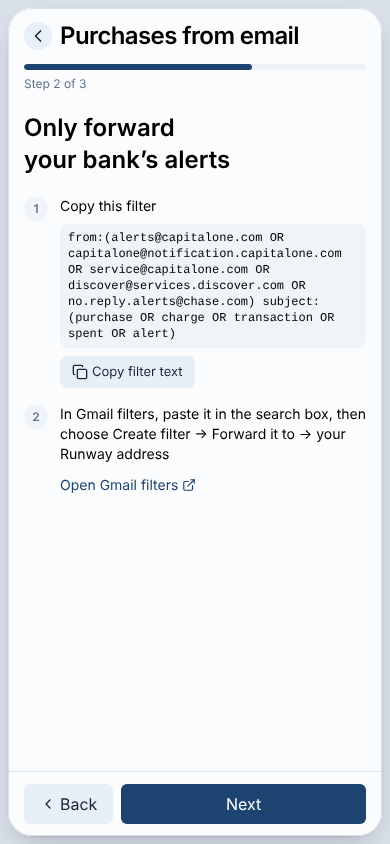 Purchases from email
Step 2 of 3
Only forward
your bank’s alerts
1
Copy this filter
from:(alerts@capitalone.com OR
capitalone@notification.capitalone.com
OR service@capitalone.com OR
discover@services.discover.com OR
no.reply.alerts@chase.com) subject:
(purchase OR charge OR transaction OR
spent OR alert)
Copy filter text
2
In Gmail filters, paste it in the search box, then
choose Create filter → Forward it to → your
Runway address
Open Gmail filters
Back
Next